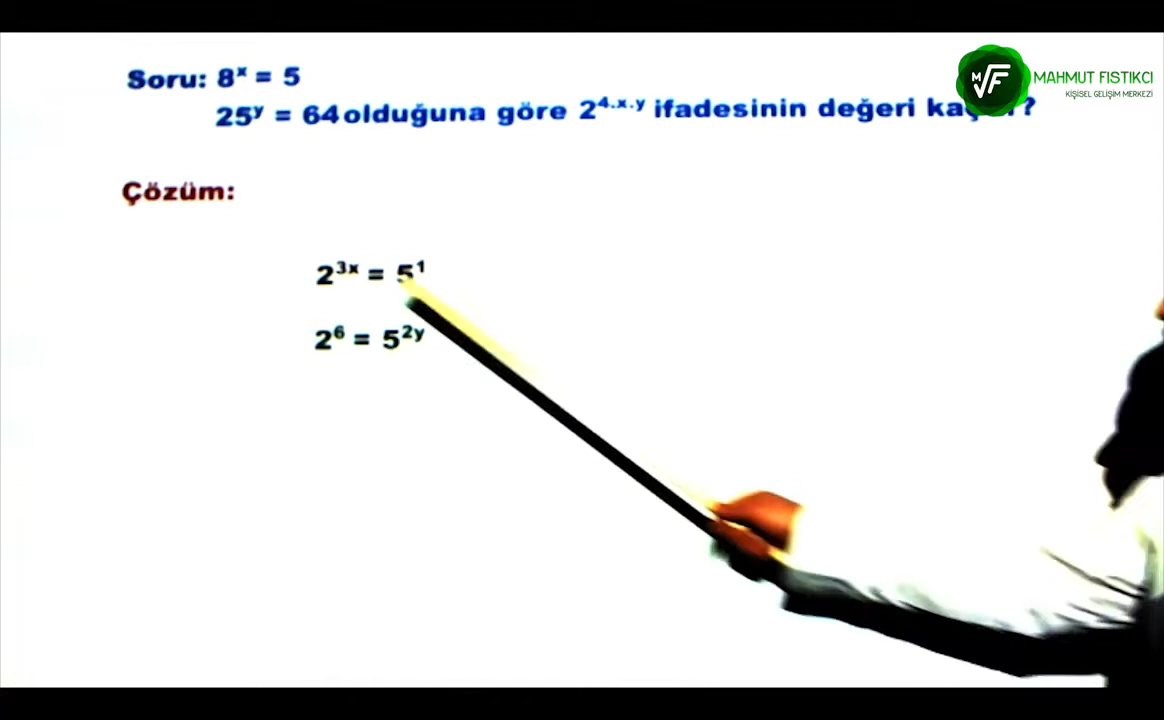 MAHMUT FISTIKCI
KİŞİSEL GELİŞİM MERKEZİ
Soru: 8ˣ = 5
25ʸ = 64 olduğuna göre 2⁴·ˣ·ʸ ifadesinin değeri ?
Çözüm:
2³ˣ = 5¹
2⁶ = 5²ʸ